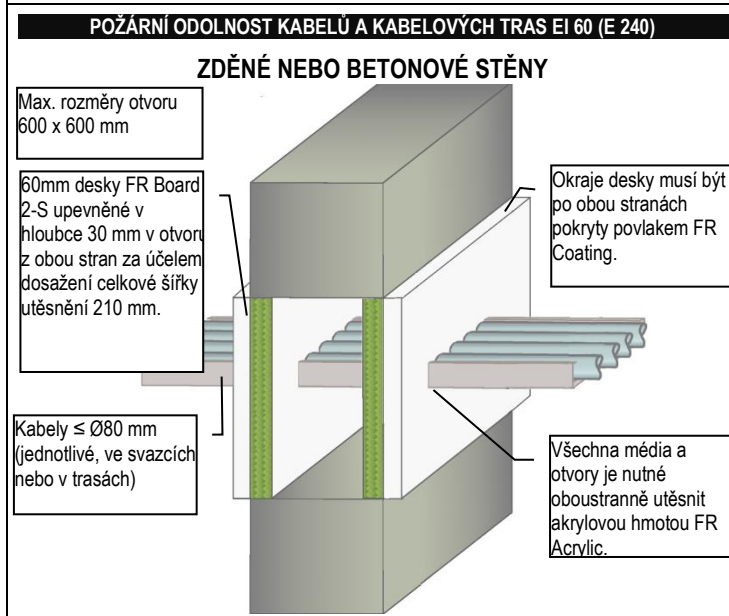 POŽÁRNÍ ODOLNOST KABELŮ A KABELOVÝCH TRAS EI 60 (E 240)
ZDĚNÉ NEBO BETONOVÉ STĚNY
Max. rozměry otvoru
600 x 600 mm
60mm desky FR Board
2-S upevněné v
hloubce 30 mm v otvoru
z obou stran za účelem
dosažení celkové šířky
utěsnění 210 mm.
Kabely ≤ Ø80 mm
(jednotlivé, ve svazcích
nebo v trasách)
Okraje desky musí být
po obou stranách
pokryty povlakem FR
Coating.
Všechna média a
otvory je nutné
oboustranně utěsnit
akrylovou hmotou FR
Acrylic.